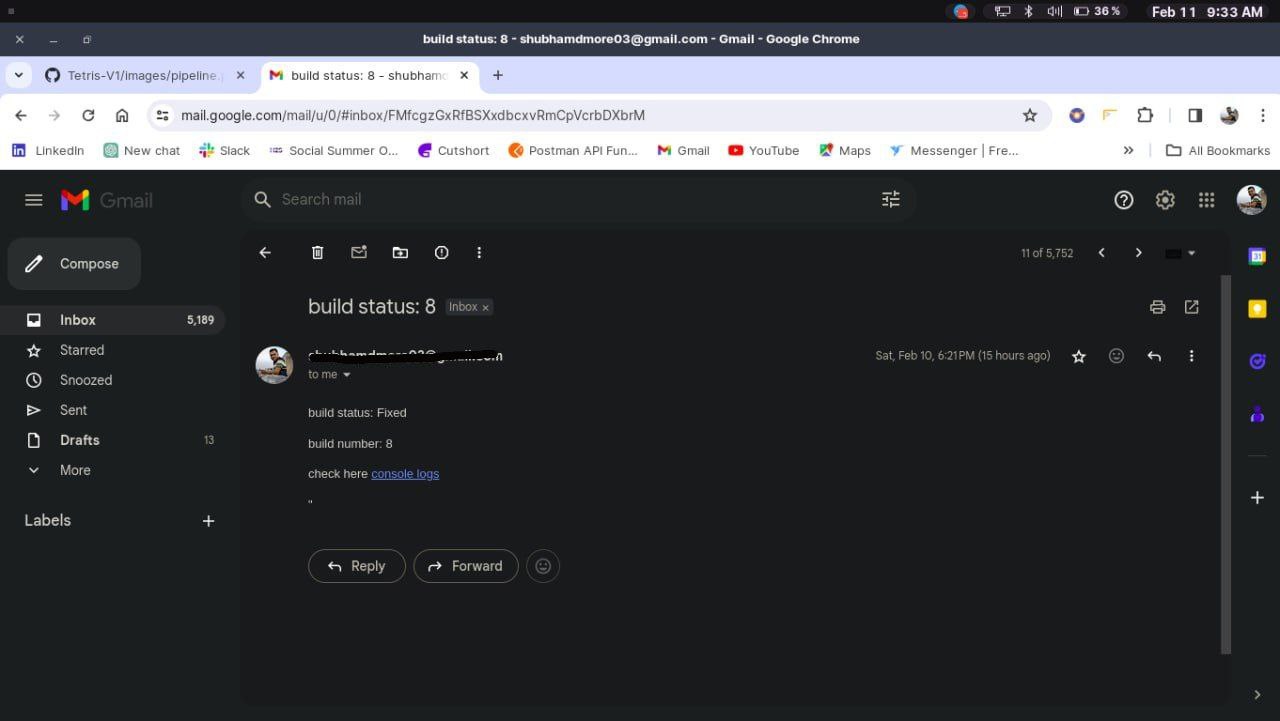 36 %
Feb 11 9:33 AM
build status: 8 - shubhamdmore03@gmail.com - Gmail - Google Chrome
Tetris-V1/images/pipeline.
build status: 8 - shubhamd
mail.google.com/mail/u/0/#inbox/FMfcgzGxRfBSXxdbcxvRmCpVcrbDXbrM
LinkedIn New chat Slack Social Summer O... Cutshort Postman API Fun... Gmail YouTube Maps Messenger | Fre... All Bookmarks
Gmail
Search mail
Compose
11 of 5,752
Inbox 5,189
Starred
Snoozed
Sent
Drafts 13
More
Labels
build status: 8 Inbox
Sat, Feb 10, 6:21 PM (15 hours ago)
to me
build status: Fixed
build number: 8
check here console logs
"
Reply Forward